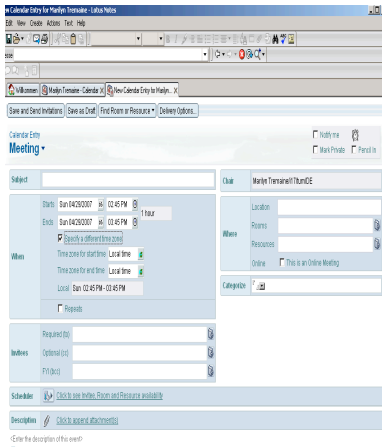 w Calendar Entry for Marilyn Tremaine - Lotus Notes
Edit View Create Actions Text Help
Willkommen Marilyn Tremaine - Calendar X New Calendar Entry for Marilyn... X
Save and Send Invitations Save as Draft Find Room or Resource Delivery Options...
Calendar Entry
Meeting
Notify me
Mark Private Pencil In
Subject
Chair Marilyn Tremaine/
When
Starts Sun 04/29/2007 02:45 PM
1 hour
Ends Sun 04/29/2007 03:45 PM
Specify a different time zone
Time zone for start time Local time
Time zone for end time Local time
Local Sun 02:45 PM - 03:45 PM
Repeats
Where
Location
Rooms
Resources
Online This is an Online Meeting
Categorize
Invitees
Required (to)
Optional (cc)
FYI (bcc)
Scheduler Click to see Invitee, Room and Resource availability
Description Click to append attachment(s)
<Enter the description of this event>